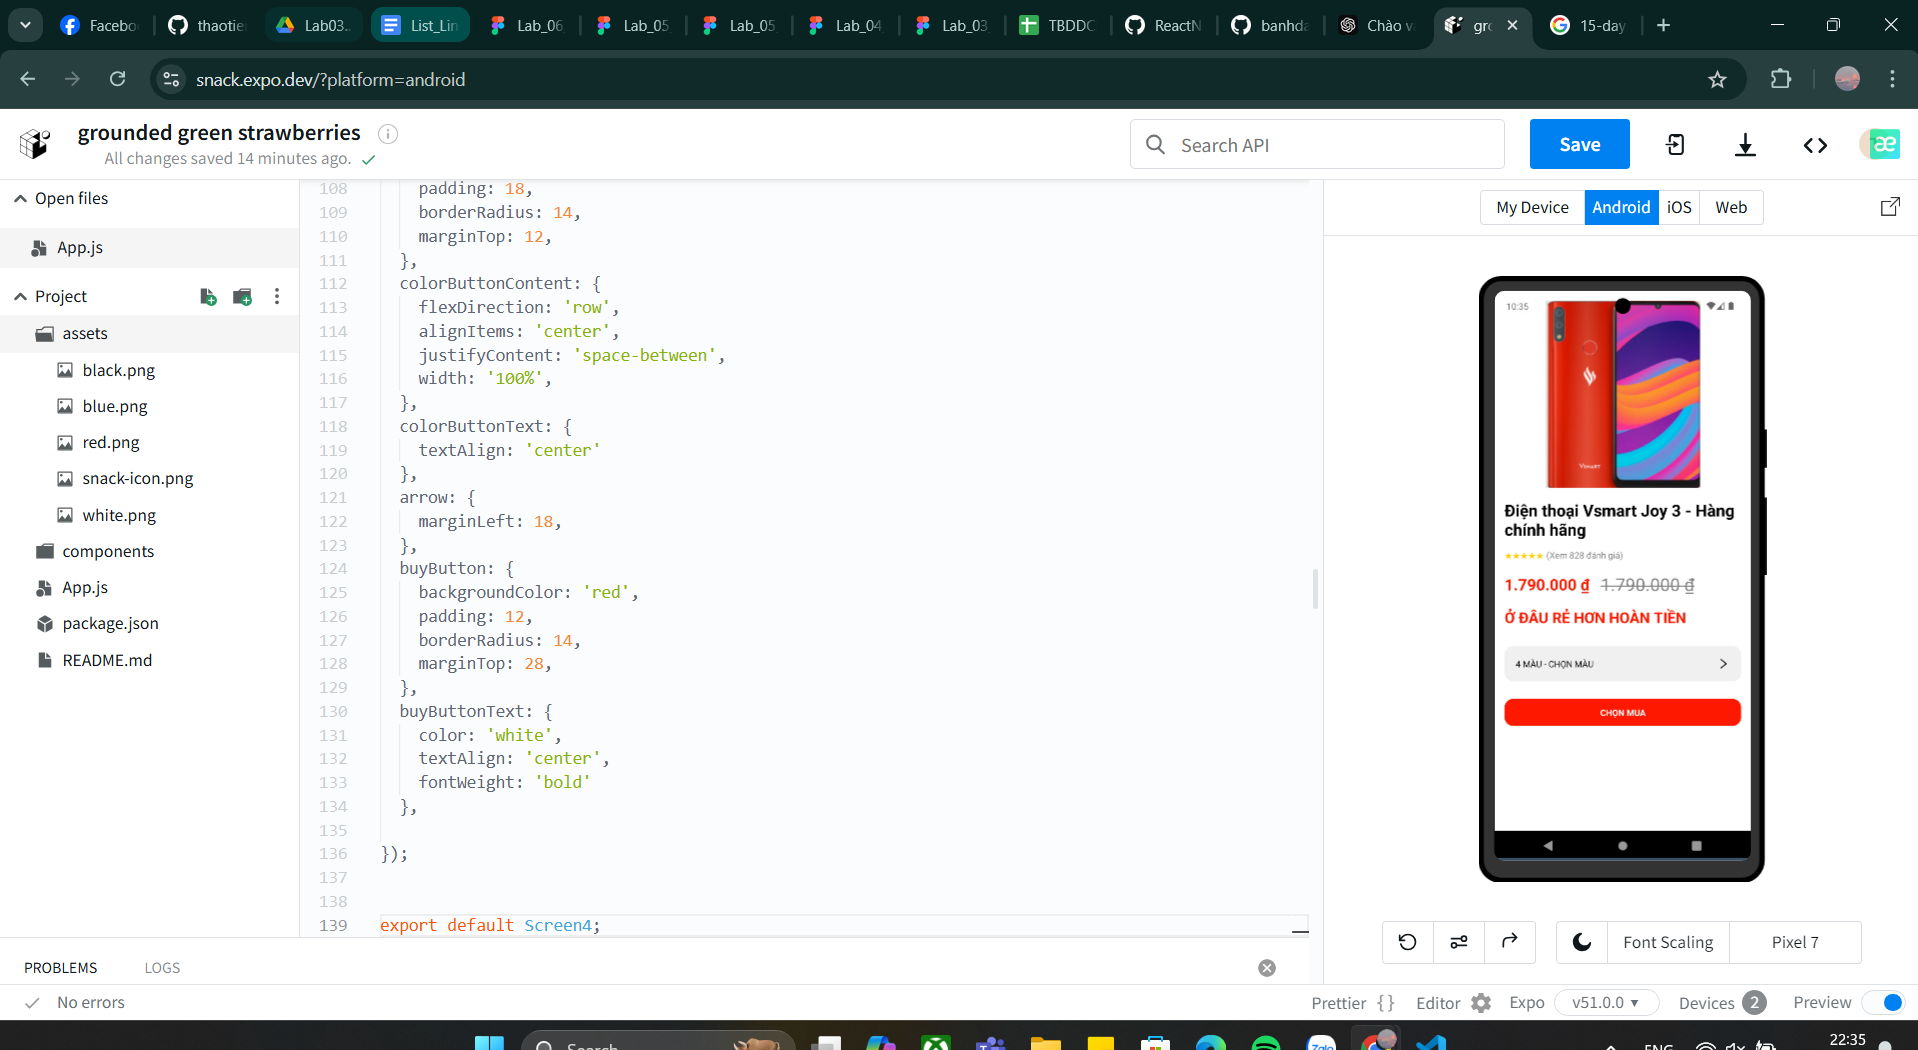 Facebo
thaotie
Lab03..
List_Lin
Lab_06
Lab_05
Lab_05
Lab_04
Lab_03
TBDDC
ReactN
banhda
Chào v
gro
15-day
snack.expo.dev/?platform=android
grounded green strawberries
All changes saved 14 minutes ago.
Search API
Save
Open files
App.js
Project
assets
black.png
blue.png
red.png
snack-icon.png
white.png
components
App.js
package.json
README.md
108 padding: 18,
109 borderRadius: 14,
110 marginTop: 12,
111 },
112 colorButtonContent: {
113 flexDirection: 'row',
114 alignItems: 'center',
115 justifyContent: 'space-between',
116 width: '100%',
117 },
118 colorButtonText: {
119 textAlign: 'center'
120 },
121 arrow: {
122 marginLeft: 18,
123 },
124 buyButton: {
125 backgroundColor: 'red',
126 padding: 12,
127 borderRadius: 14,
128 marginTop: 28,
129 },
130 buyButtonText: {
131 color: 'white',
132 textAlign: 'center',
133 fontWeight: 'bold'
134 },
135
136 });
137
138
139 export default Screen4;
My Device Android iOS Web
10:35
Vsmart
Điện thoại Vsmart Joy 3 - Hàng
chính hãng
★★★★★ (Xem 828 đánh giá)
1.790.000 ₫ 1.790.000 ₫
Ở ĐÂU RẺ HƠN HOÀN TIỀN
4 MÀU - CHỌN MÀU
CHỌN MUA
Font Scaling
Pixel 7
PROBLEMS LOGS
No errors
Prettier { } Editor Expo v51.0.0 Devices 2 Preview
Search
Zalo
ENG
22:35